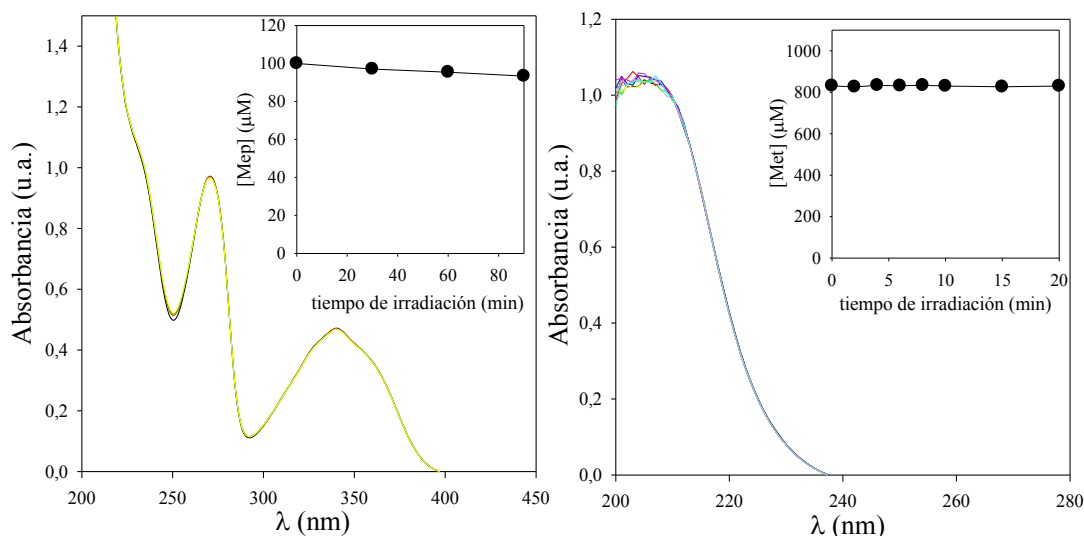 Absorbancia (u.a.)
1,4
1,2
1,0
0,8
0,6
0,4
0,2
0,0
200 250 300 350 400 450
λ (nm)
[Mep] (μM)
120
100
80
60
40
20
0
0 20 40 60 80
tiempo de irradiación (min)
Absorbancia (u.a.)
1,2
1,0
0,8
0,6
0,4
0,2
0,0
200 220 240 260 280
λ (nm)
[Met] (μM)
1000
800
600
400
200
0
0 5 10 15 20
tiempo de irradiación (min)